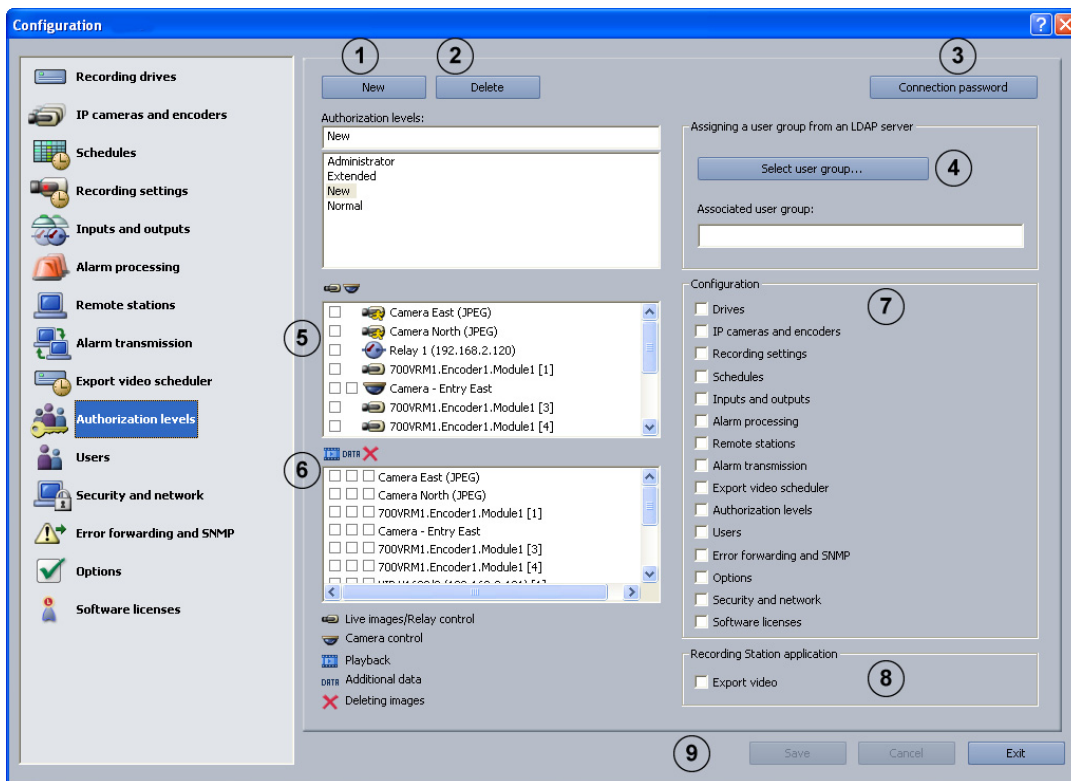 Configuration
Recording drives
IP cameras and encoders
Schedules
Recording settings
Inputs and outputs
Alarm processing
Remote stations
Alarm transmission
Export video scheduler
Authorization levels
Users
Security and network
Error forwarding and SNMP
Options
Software licenses
1
2
3
New
Delete
Connection password
Authorization levels:
New
Administrator
Extended
New
Normal
Assigning a user group from an LDAP server
Select user group...
4
Associated user group:
5
Camera East (JPEG)
Camera North (JPEG)
Relay 1 (192.168.2.120)
700VRM1.Encoder1.Module1 [1]
Camera - Entry East
700VRM1.Encoder1.Module1 [3]
700VRM1.Encoder1.Module1 [4]
6
DATA
Camera East (JPEG)
Camera North (JPEG)
700VRM1.Encoder1.Module1 [1]
Camera - Entry East
700VRM1.Encoder1.Module1 [3]
700VRM1.Encoder1.Module1 [4]
Live images/Relay control
Camera control
Playback
DATA Additional data
Deleting images
Configuration
7
Drives
IP cameras and encoders
Recording settings
Schedules
Inputs and outputs
Alarm processing
Remote stations
Alarm transmission
Export video scheduler
Authorization levels
Users
Error forwarding and SNMP
Options
Security and network
Software licenses
Recording Station application
Export video
8
9
Save
Cancel
Exit